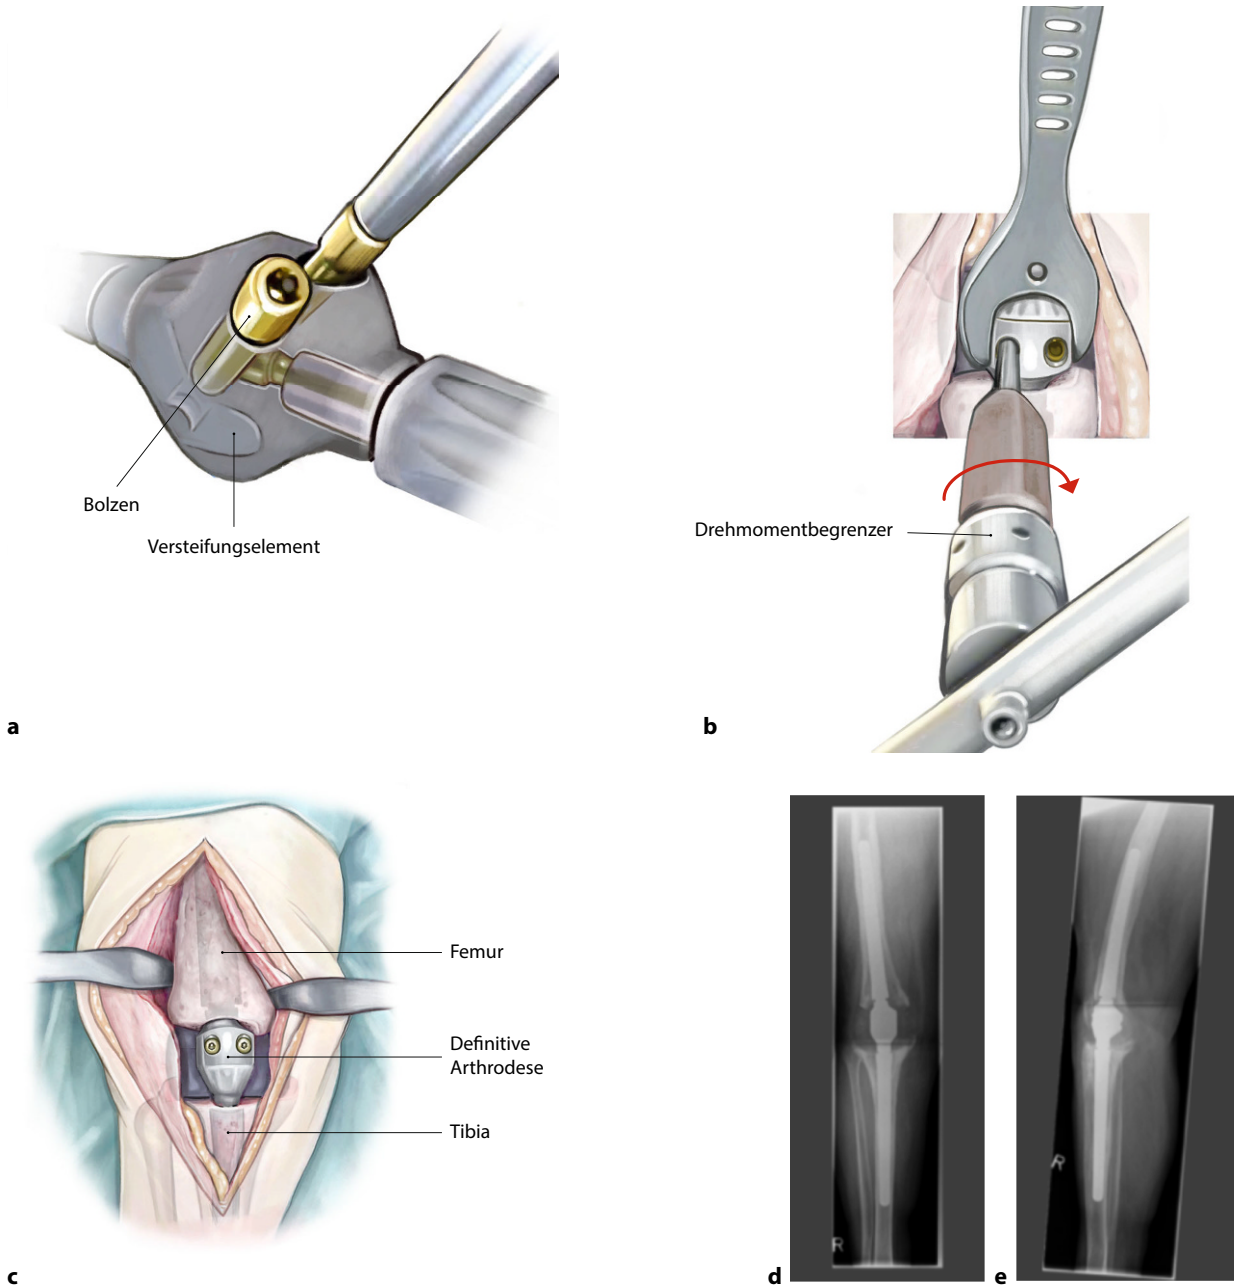 Bolzen
Versteifungselement
a
Drehmomentbegrenzer
b
Femur
Definitive
Arthrodese
Tibia
c
R
d
R
e